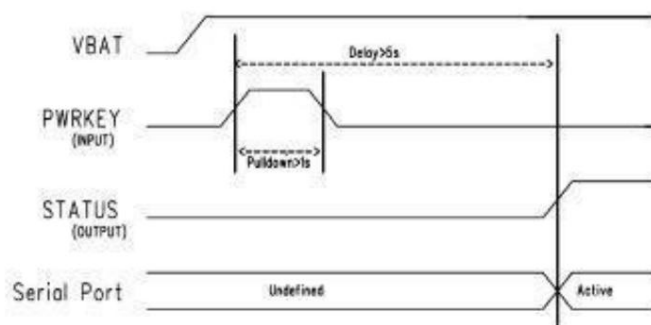 VBAT
Delay>5s
PWRKEY
(INPUT)
Pulldown>1s
STATUS
(OUTPUT)
Serial Port
Undefined
Active